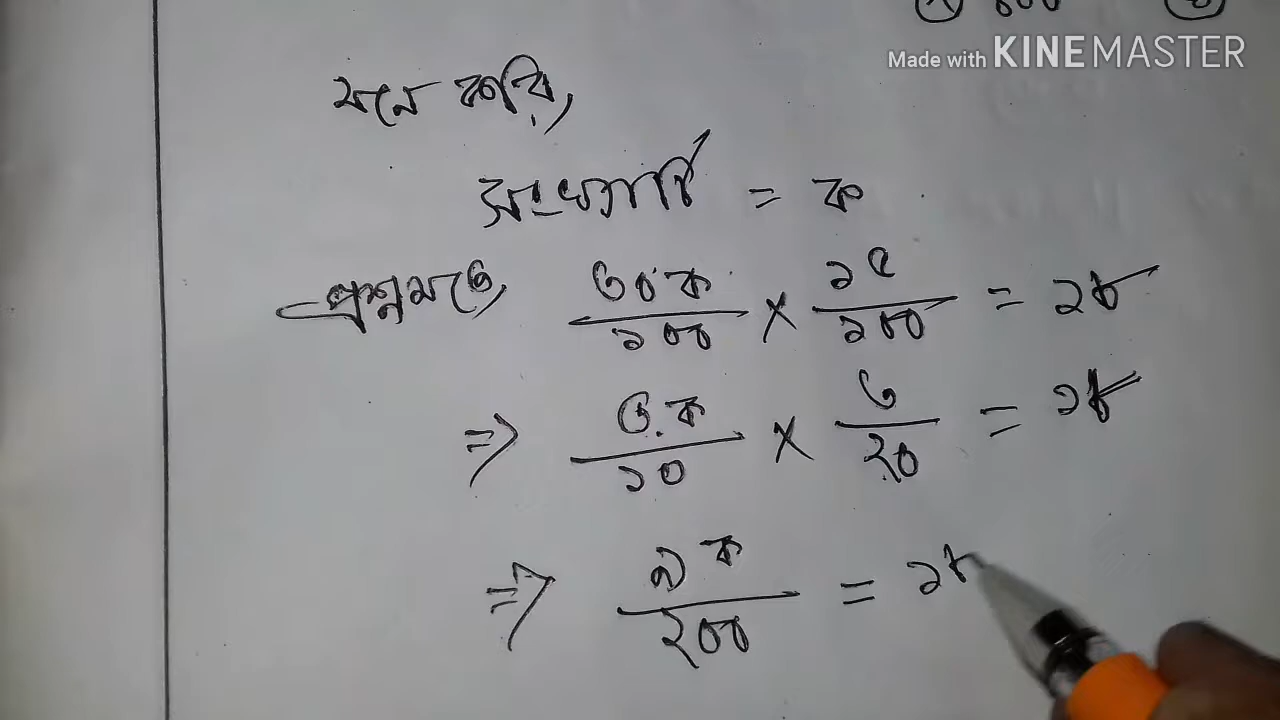 Made with KINEMASTER
মনে করি,
সংখ্যাটি = ক
প্রশ্নমতে, ৩০ক/১০০ × ১৫/১০০ = ১৮
⇒ ৩.ক/১০ × ৩/২০ = ১৮
⇒ ৯ক/২০০ = ১৮